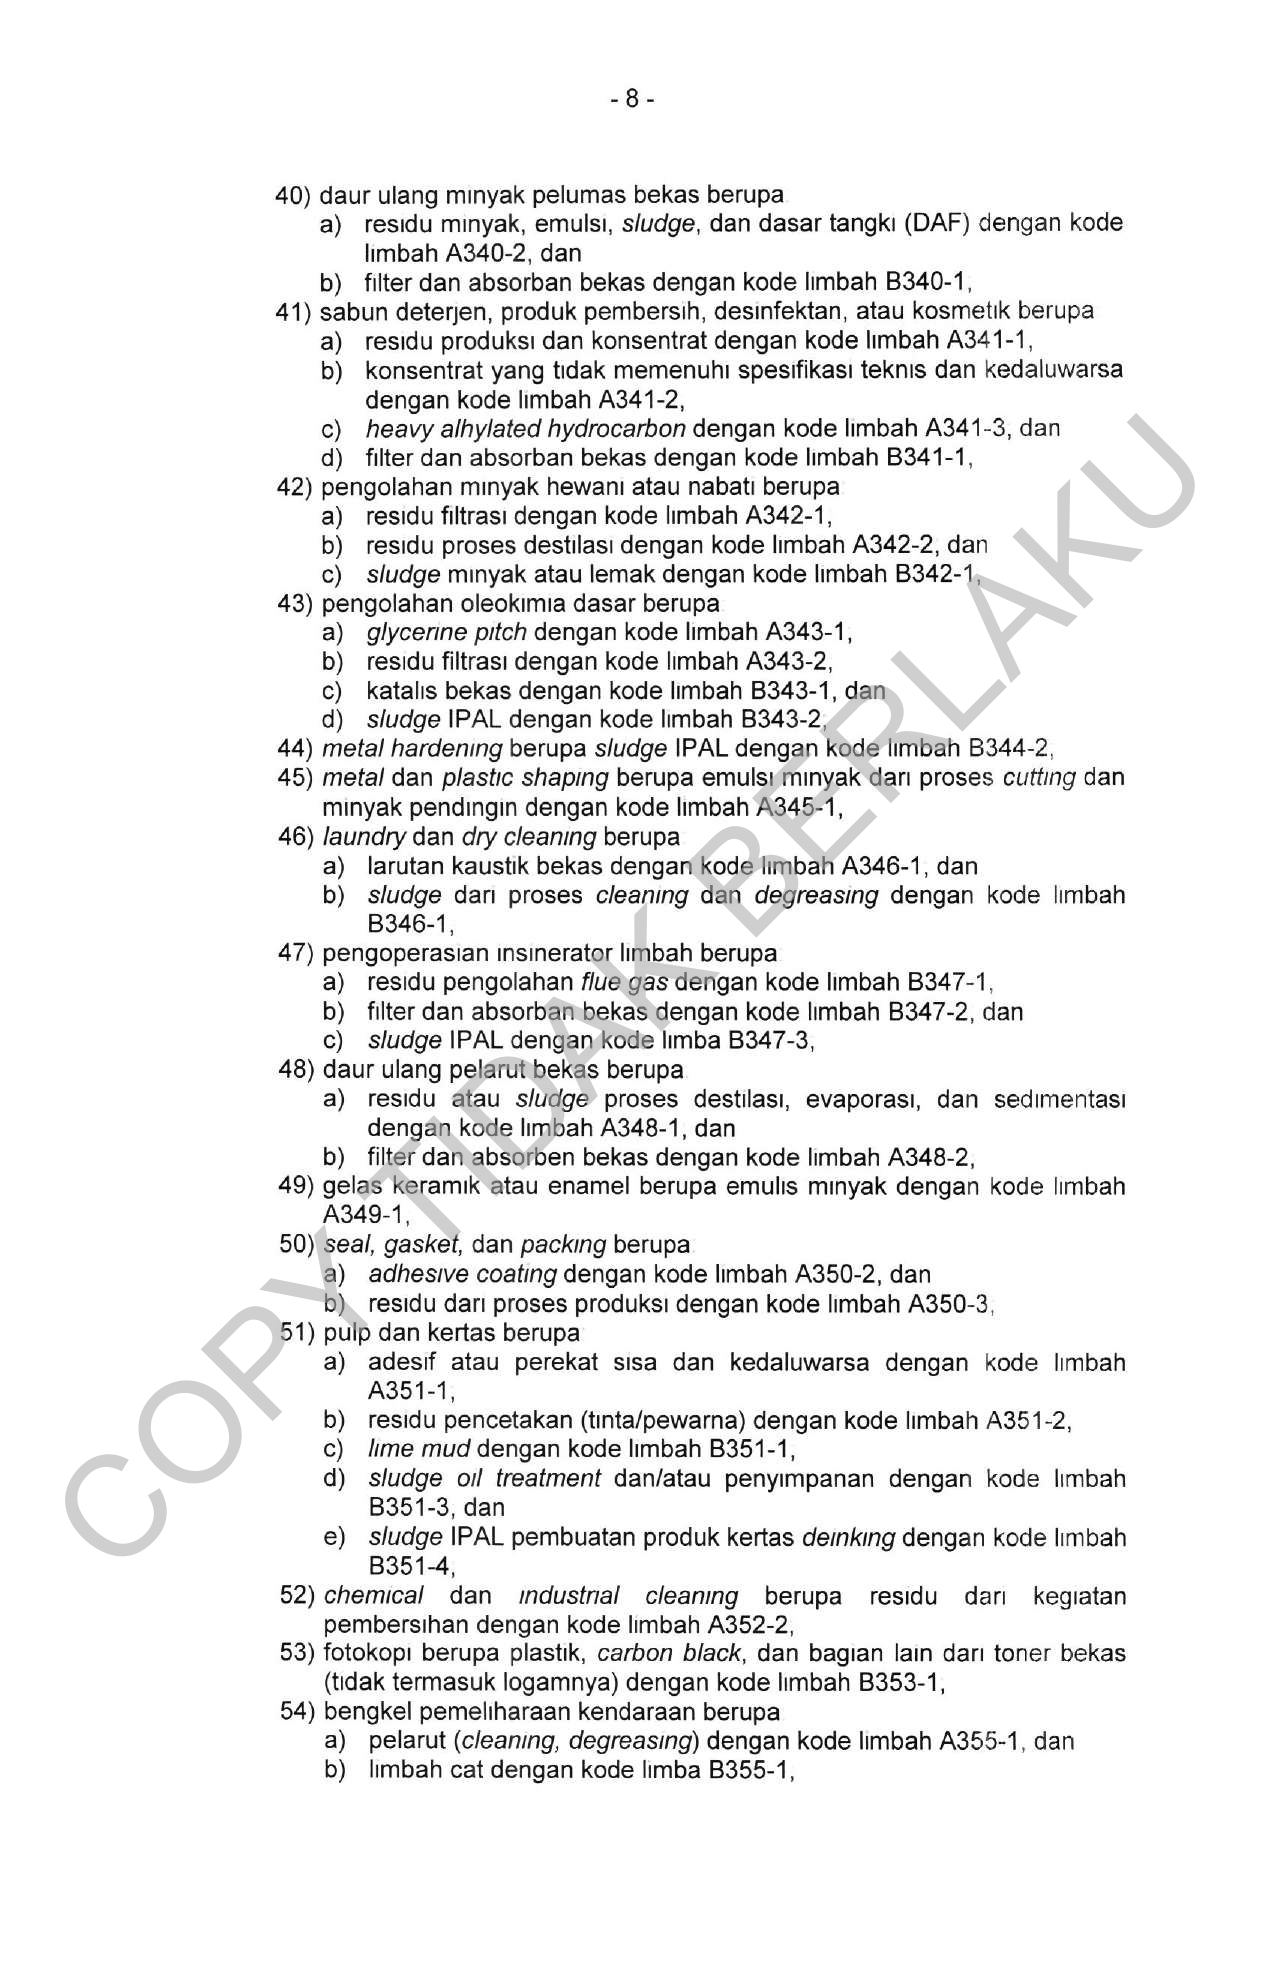 - 8 -
40) daur ulang minyak pelumas bekas berupa
a) residu minyak, emulsi, sludge, dan dasar tangki (DAF) dengan kode
limbah A340-2, dan
b) filter dan absorban bekas dengan kode limbah B340-1,
41) sabun deterjen, produk pembersih, desinfektan, atau kosmetik berupa
a) residu produksi dan konsentrat dengan kode limbah A341-1,
b) konsentrat yang tidak memenuhi spesifikasi teknis dan kedaluwarsa
dengan kode limbah A341-2,
c) heavy alhylated hydrocarbon dengan kode limbah A341-3, dan
d) filter dan absorban bekas dengan kode limbah B341-1,
42) pengolahan minyak hewani atau nabati berupa
a) residu filtrasi dengan kode limbah A342-1,
b) residu proses destilasi dengan kode limbah A342-2, dan
c) sludge minyak atau lemak dengan kode limbah B342-1,
43) pengolahan oleokimia dasar berupa
a) glycerine pitch dengan kode limbah A343-1,
b) residu filtrasi dengan kode limbah A343-2,
c) katalis bekas dengan kode limbah B343-1, dan
d) sludge IPAL dengan kode limbah B343-2,
44) metal hardening berupa sludge IPAL dengan kode limbah B344-2,
45) metal dan plastic shaping berupa emulsi minyak dari proses cutting dan
minyak pendingin dengan kode limbah A345-1,
46) laundry dan dry cleaning berupa
a) larutan kaustik bekas dengan kode limbah A346-1, dan
b) sludge dari proses cleaning dan degreasing dengan kode limbah
B346-1,
47) pengoperasian insinerator limbah berupa
a) residu pengolahan flue gas dengan kode limbah B347-1,
b) filter dan absorban bekas dengan kode limbah B347-2, dan
c) sludge IPAL dengan kode limba B347-3,
48) daur ulang pelarut bekas berupa
a) residu atau sludge proses destilasi, evaporasi, dan sedimentasi
dengan kode limbah A348-1, dan
b) filter dan absorben bekas dengan kode limbah A348-2,
49) gelas keramik atau enamel berupa emulis minyak dengan kode limbah
A349-1,
50) seal, gasket, dan packing berupa
a) adhesive coating dengan kode limbah A350-2, dan
b) residu dari proses produksi dengan kode limbah A350-3,
51) pulp dan kertas berupa
a) adesif atau perekat sisa dan kedaluwarsa dengan kode limbah
A351-1,
b) residu pencetakan (tinta/pewarna) dengan kode limbah A351-2,
c) lime mud dengan kode limbah B351-1,
d) sludge oil treatment dan/atau penyimpanan dengan kode limbah
B351-3, dan
e) sludge IPAL pembuatan produk kertas deinking dengan kode limbah
B351-4,
52) chemical dan industrial cleaning berupa residu dari kegiatan
pembersihan dengan kode limbah A352-2,
53) fotokopi berupa plastik, carbon black, dan bagian lain dari toner bekas
(tidak termasuk logamnya) dengan kode limbah B353-1,
54) bengkel pemeliharaan kendaraan berupa
a) pelarut (cleaning, degreasing) dengan kode limbah A355-1, dan
b) limbah cat dengan kode limba B355-1,
COPY TIDAK BERLAKU